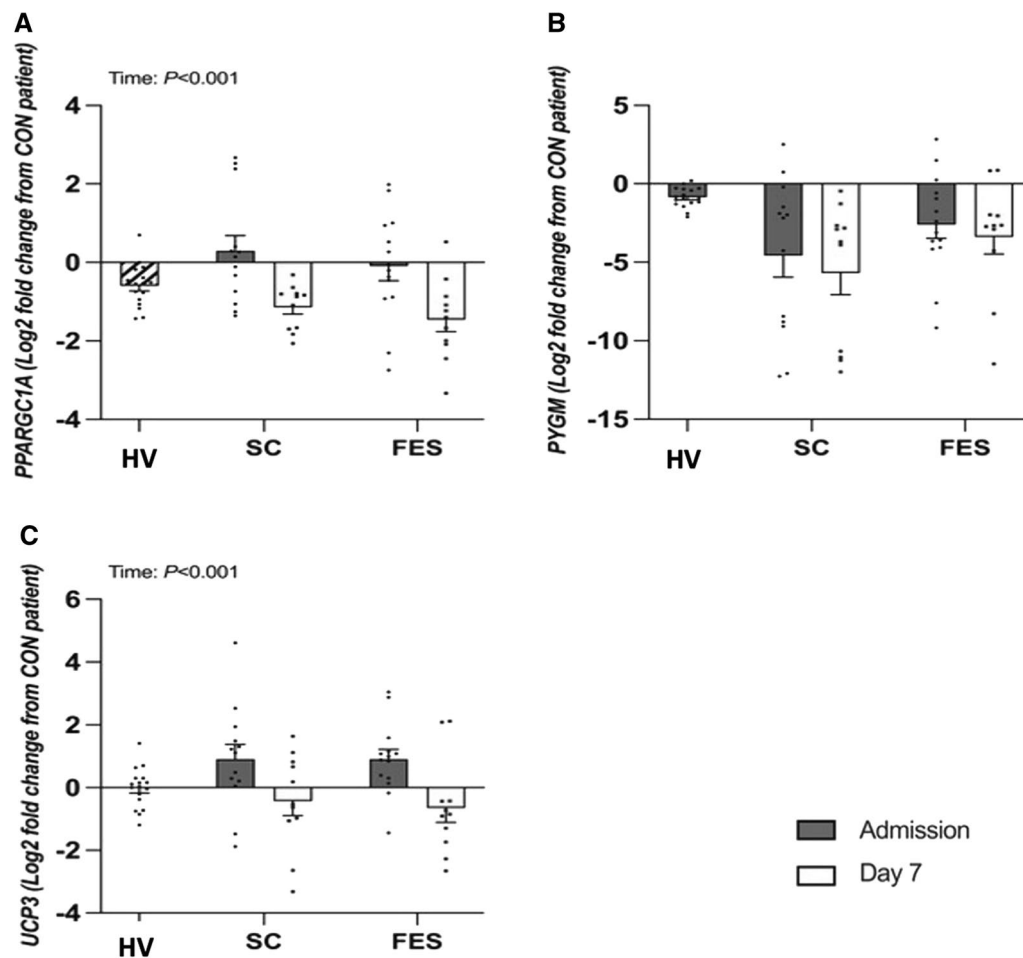 A
PPARGC1A (Log2 fold change from CON patient)
Time: P<0.001
4
2
0
-2
-4
HV
SC
FES
B
PYGM (Log2 fold change from CON patient)
5
0
-5
-10
-15
HV
SC
FES
C
UCP3 (Log2 fold change from CON patient)
Time: P<0.001
6
4
2
0
-2
-4
HV
SC
FES
Admission
Day 7